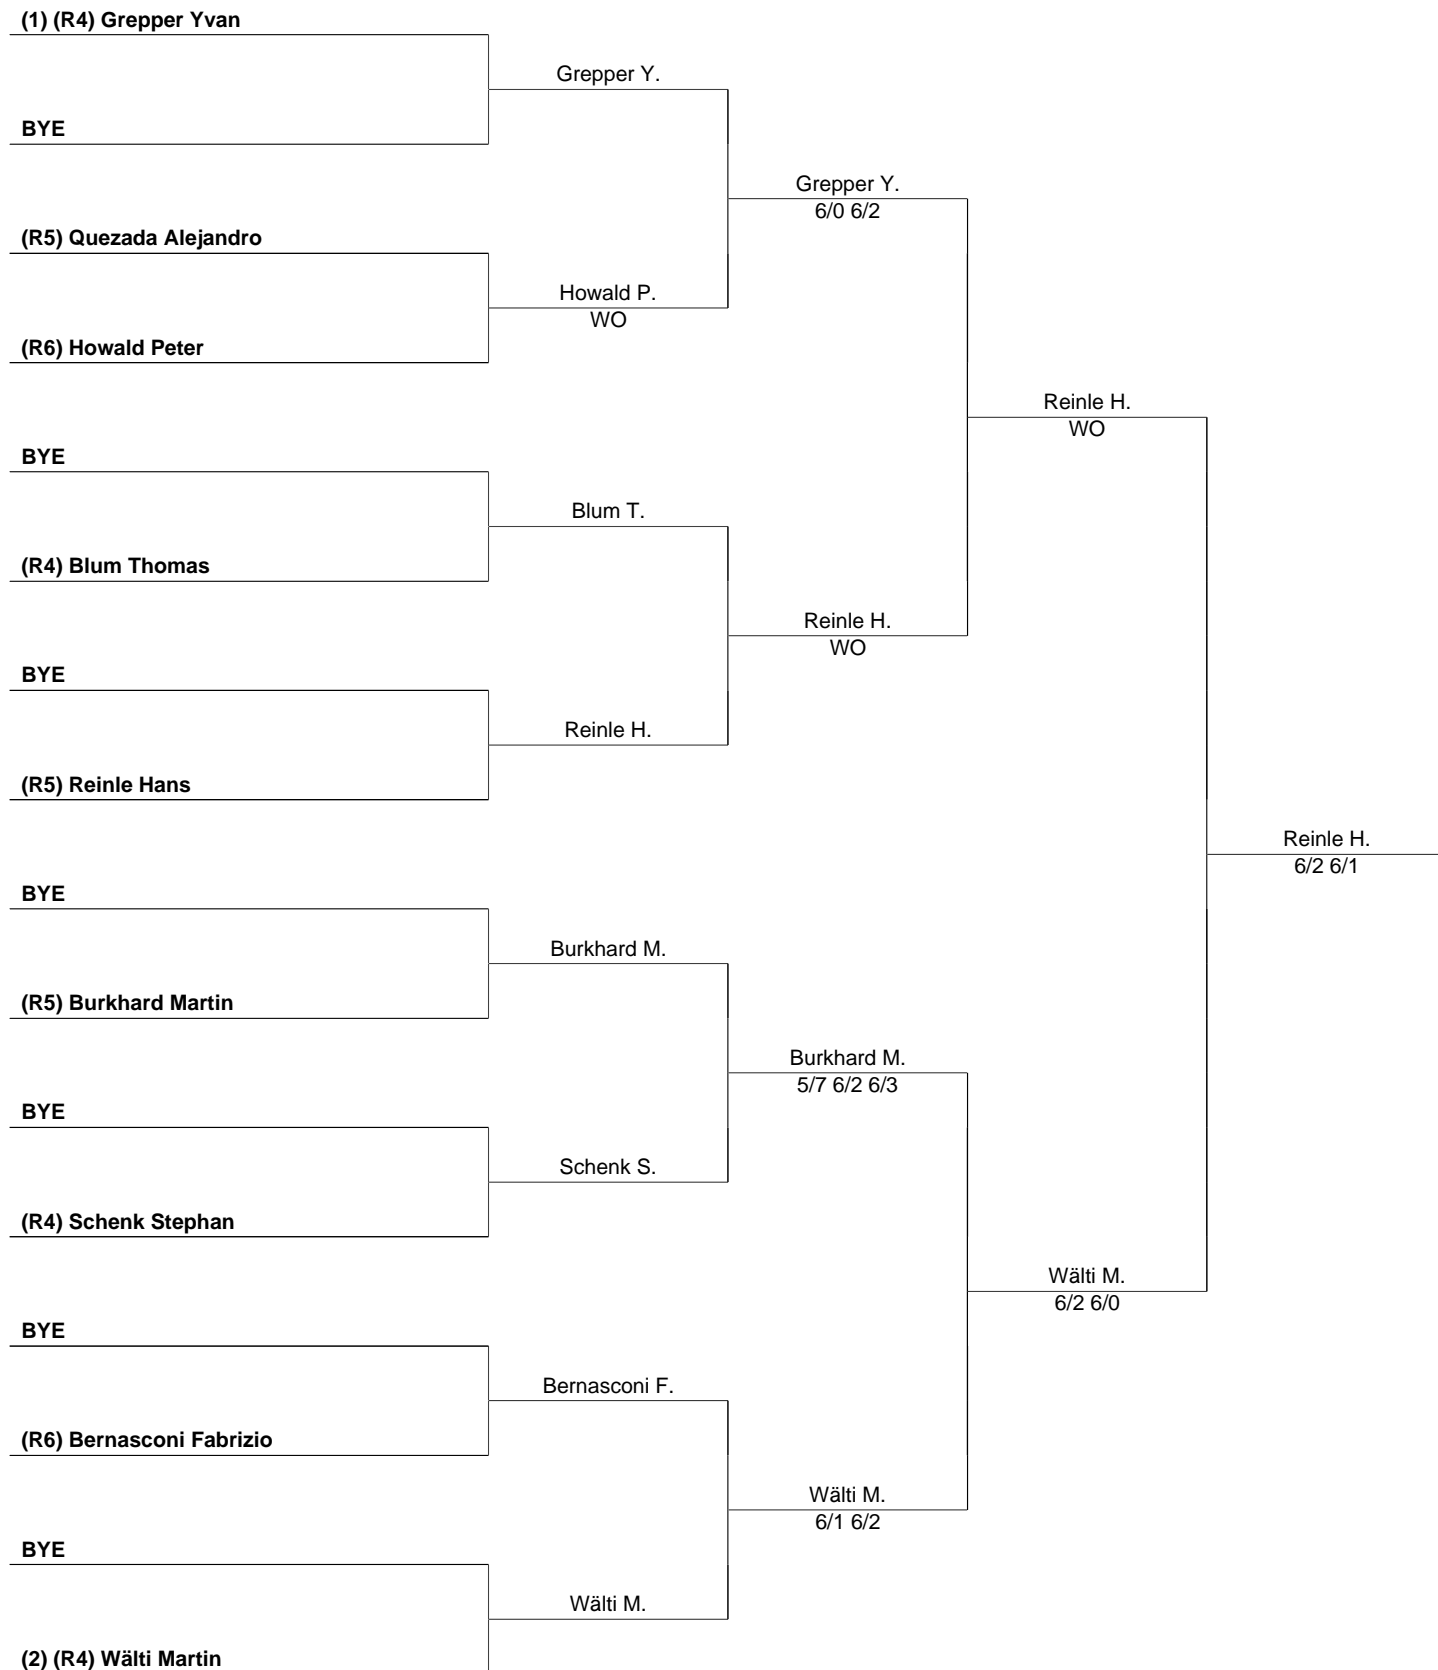 (1) (R4) Grepper Yvan
Grepper Y.
BYE
Grepper Y.
6/0 6/2
(R5) Quezada Alejandro
Howald P.
WO
(R6) Howald Peter
Reinle H.
WO
BYE
Blum T.
(R4) Blum Thomas
Reinle H.
WO
BYE
Reinle H.
(R5) Reinle Hans
Reinle H.
6/2 6/1
BYE
Burkhard M.
(R5) Burkhard Martin
Burkhard M.
5/7 6/2 6/3
BYE
Schenk S.
(R4) Schenk Stephan
Wälti M.
6/2 6/0
BYE
Bernasconi F.
(R6) Bernasconi Fabrizio
Wälti M.
6/1 6/2
BYE
Wälti M.
(2) (R4) Wälti Martin